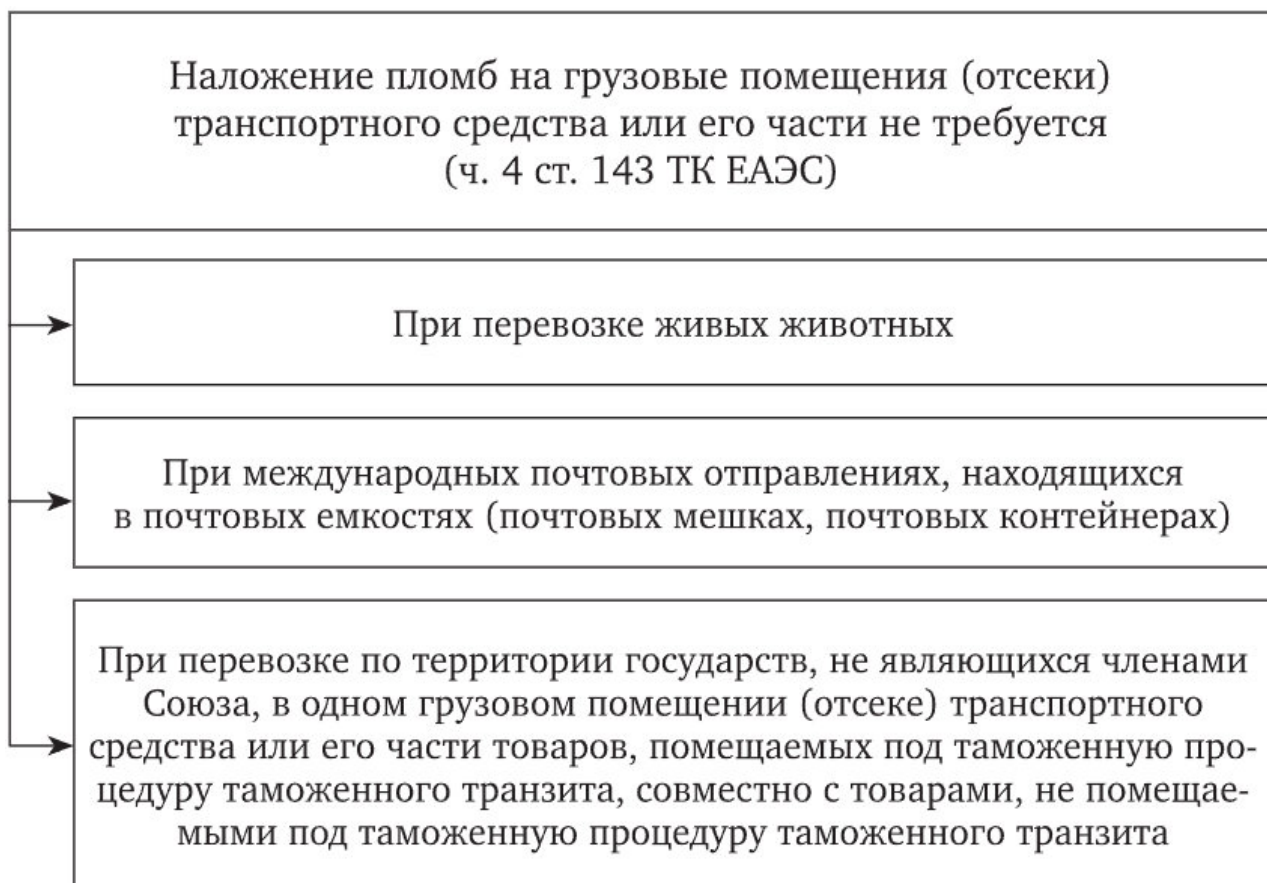 Наложение пломб на грузовые помещения (отсеки)
транспортного средства или его части не требуется
(ч. 4 ст. 143 ТК ЕАЭС)
При перевозке живых животных
При международных почтовых отправлениях, находящихся
в почтовых емкостях (почтовых мешках, почтовых контейнерах)
При перевозке по территории государств, не являющихся членами
Союза, в одном грузовом помещении (отсеке) транспортного
средства или его части товаров, помещаемых под таможенную про-
цедуру таможенного транзита, совместно с товарами, не помещае-
мыми под таможенную процедуру таможенного транзита